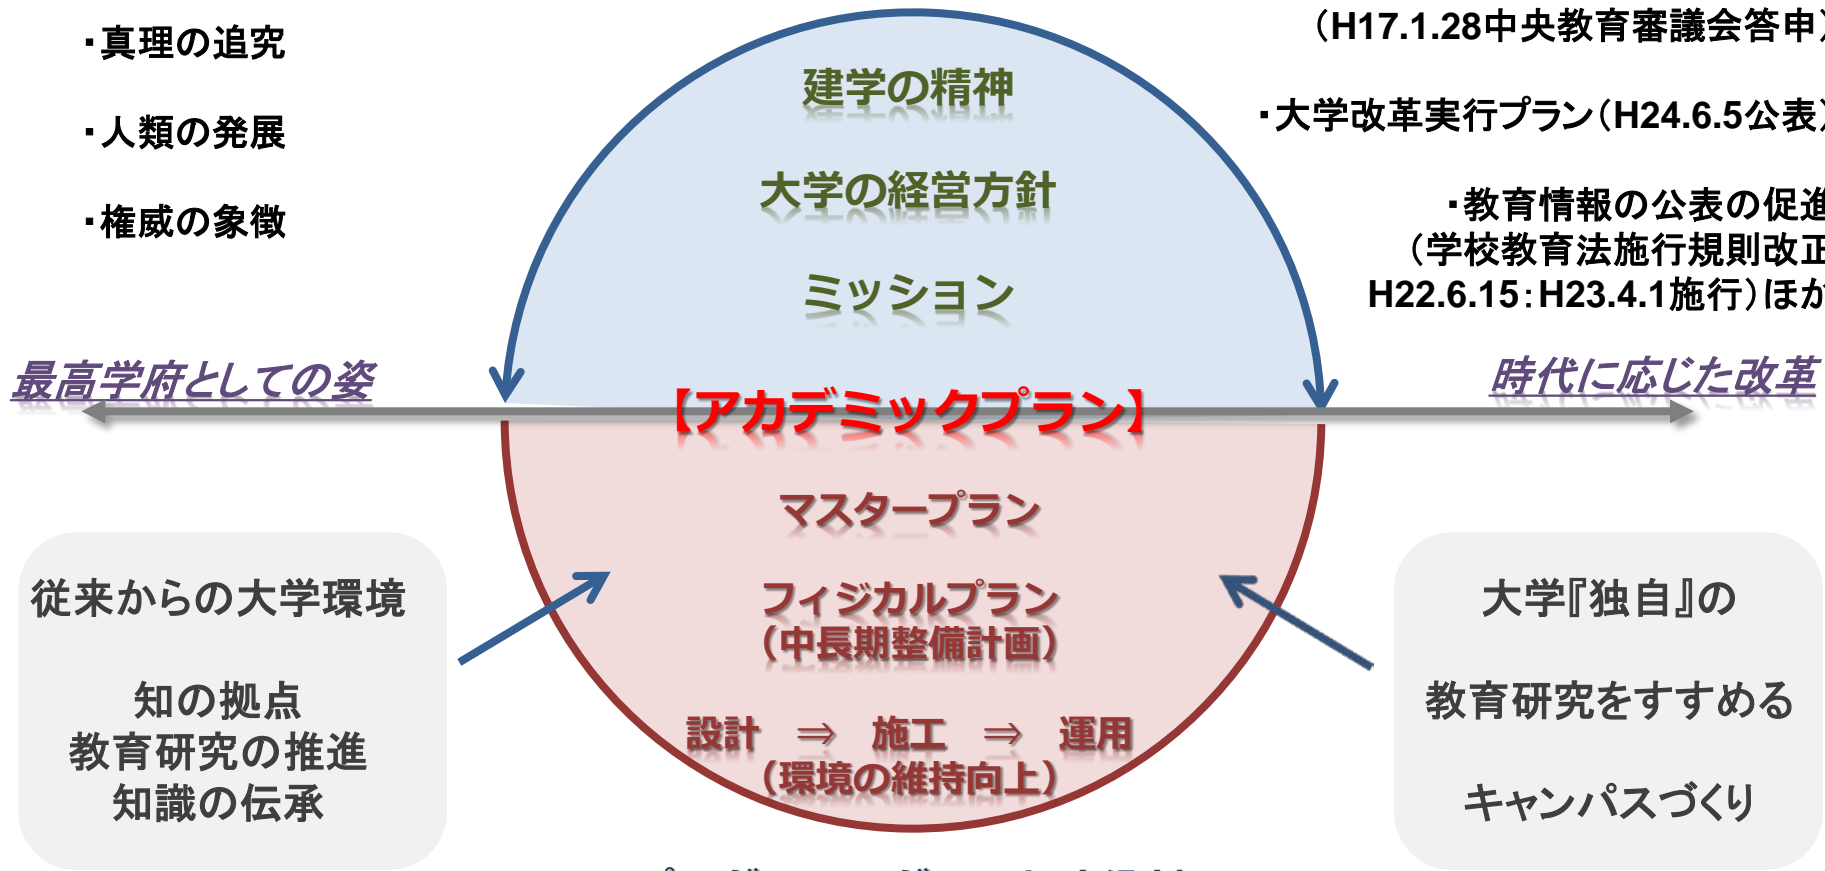 ・真理の追究
・人類の発展
・権威の象徴
(H17.1.28中央教育審議会答申)
・大学改革実行プラン(H24.6.5公表)
・教育情報の公表の促進
(学校教育法施行規則改正
H22.6.15:H23.4.1施行)ほか
建学の精神
大学の経営方針
ミッション
最高学府としての姿
時代に応じた改革
【アカデミックプラン】
マスタープラン
フィジカルプラン
(中長期整備計画)
設計 ⇒ 施工 ⇒ 運用
(環境の維持向上)
従来からの大学環境
知の拠点
教育研究の推進
知識の伝承
大学『独自』の
教育研究をすすめる
キャンパスづくり